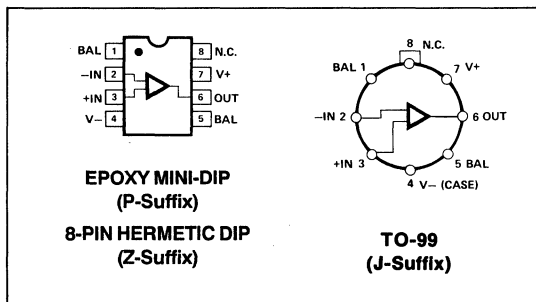 BAL 1 8 N.C.
–IN 2 7 V+
+IN 3 6 OUT
V– 4 5 BAL
EPOXY MINI-DIP
(P-Suffix)
8-PIN HERMETIC DIP
(Z-Suffix)
8 N.C.
BAL 1 7 V+
–IN 2 6 OUT
+IN 3 5 BAL
4 V– (CASE)
TO-99
(J-Suffix)